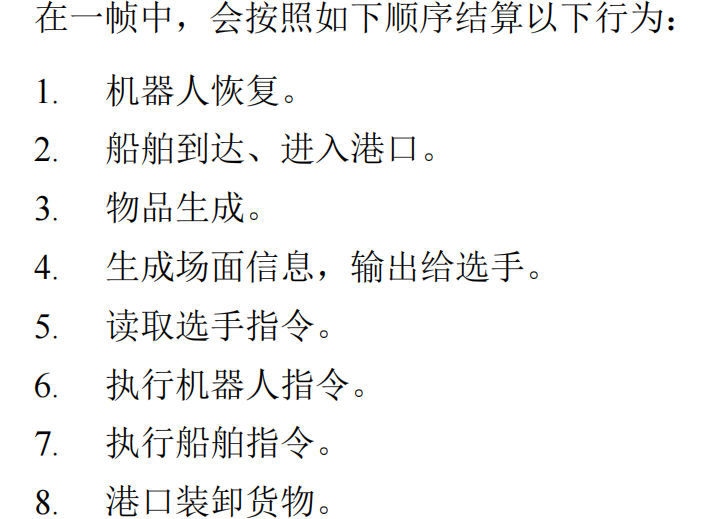 在一帧中，会按照如下顺序结算以下行为：
1. 机器人恢复。
2. 船舶到达、进入港口。
3. 物品生成。
4. 生成场面信息，输出给选手。
5. 读取选手指令。
6. 执行机器人指令。
7. 执行船舶指令。
8. 港口装卸货物。